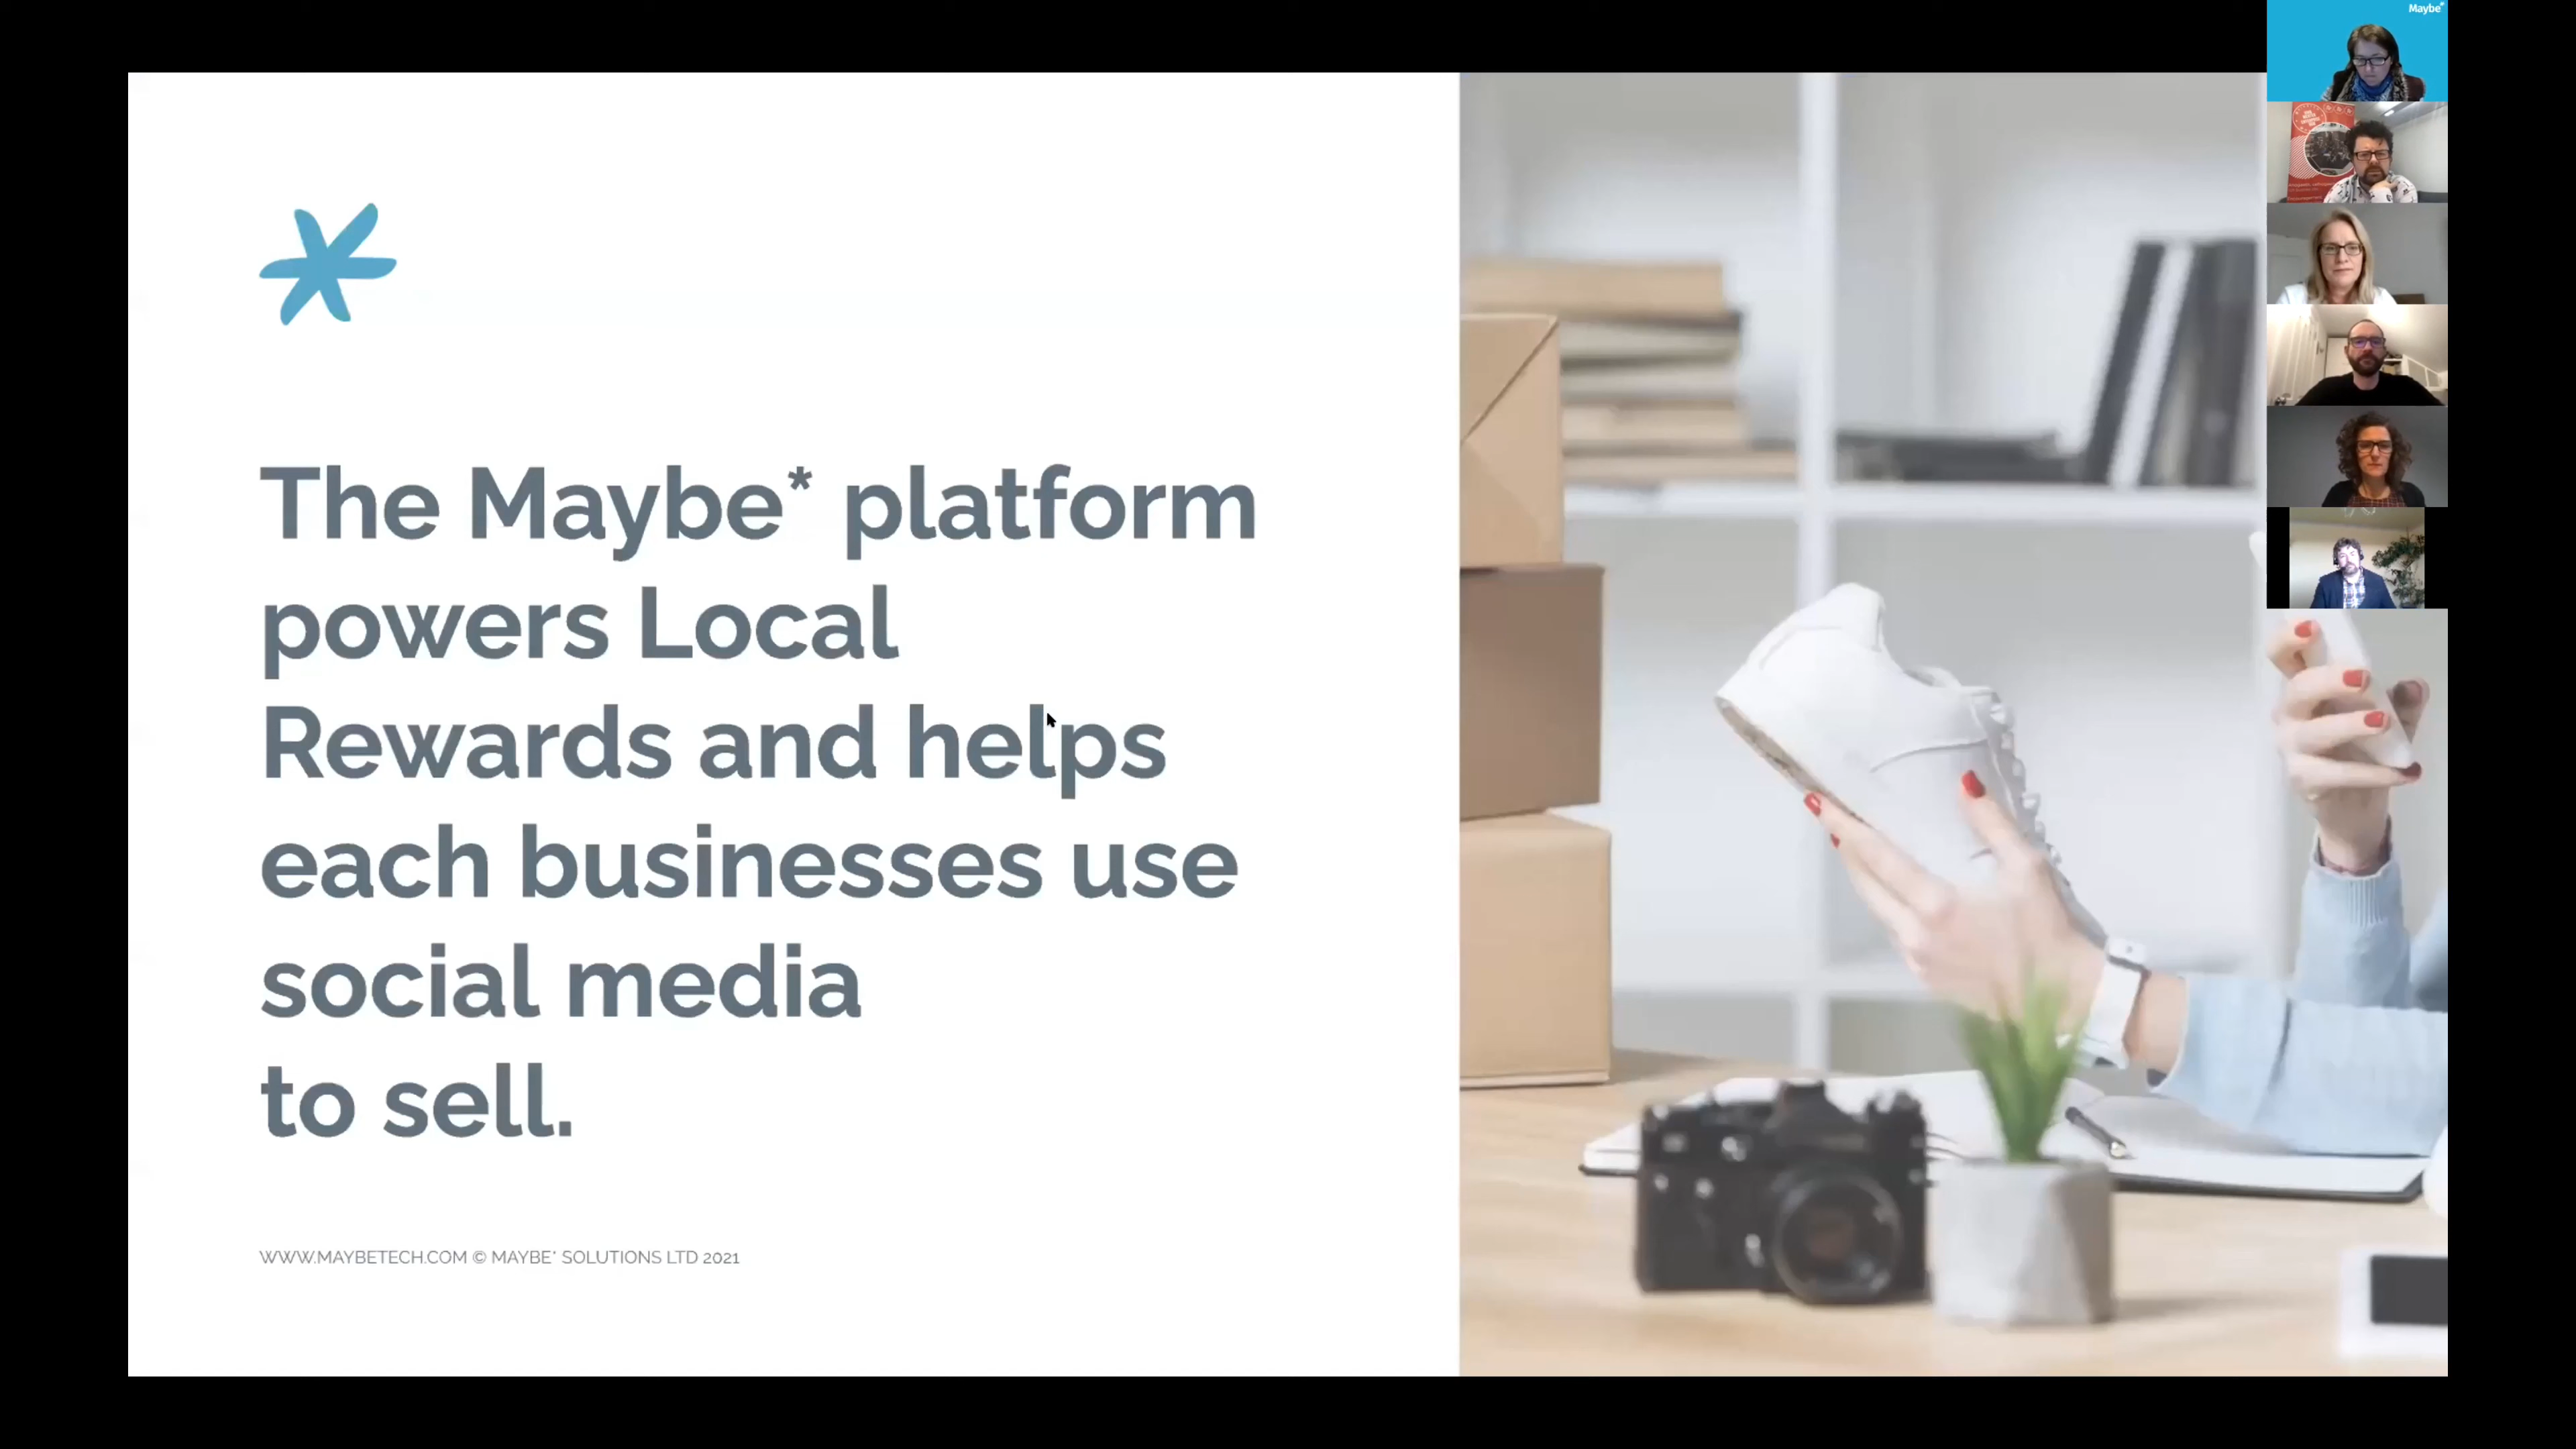 Maybe*
The Maybe* platform
powers Local
Rewards and helps
each businesses use
social media
to sell.
WWW.MAYBETECH.COM © MAYBE* SOLUTIONS LTD 2021